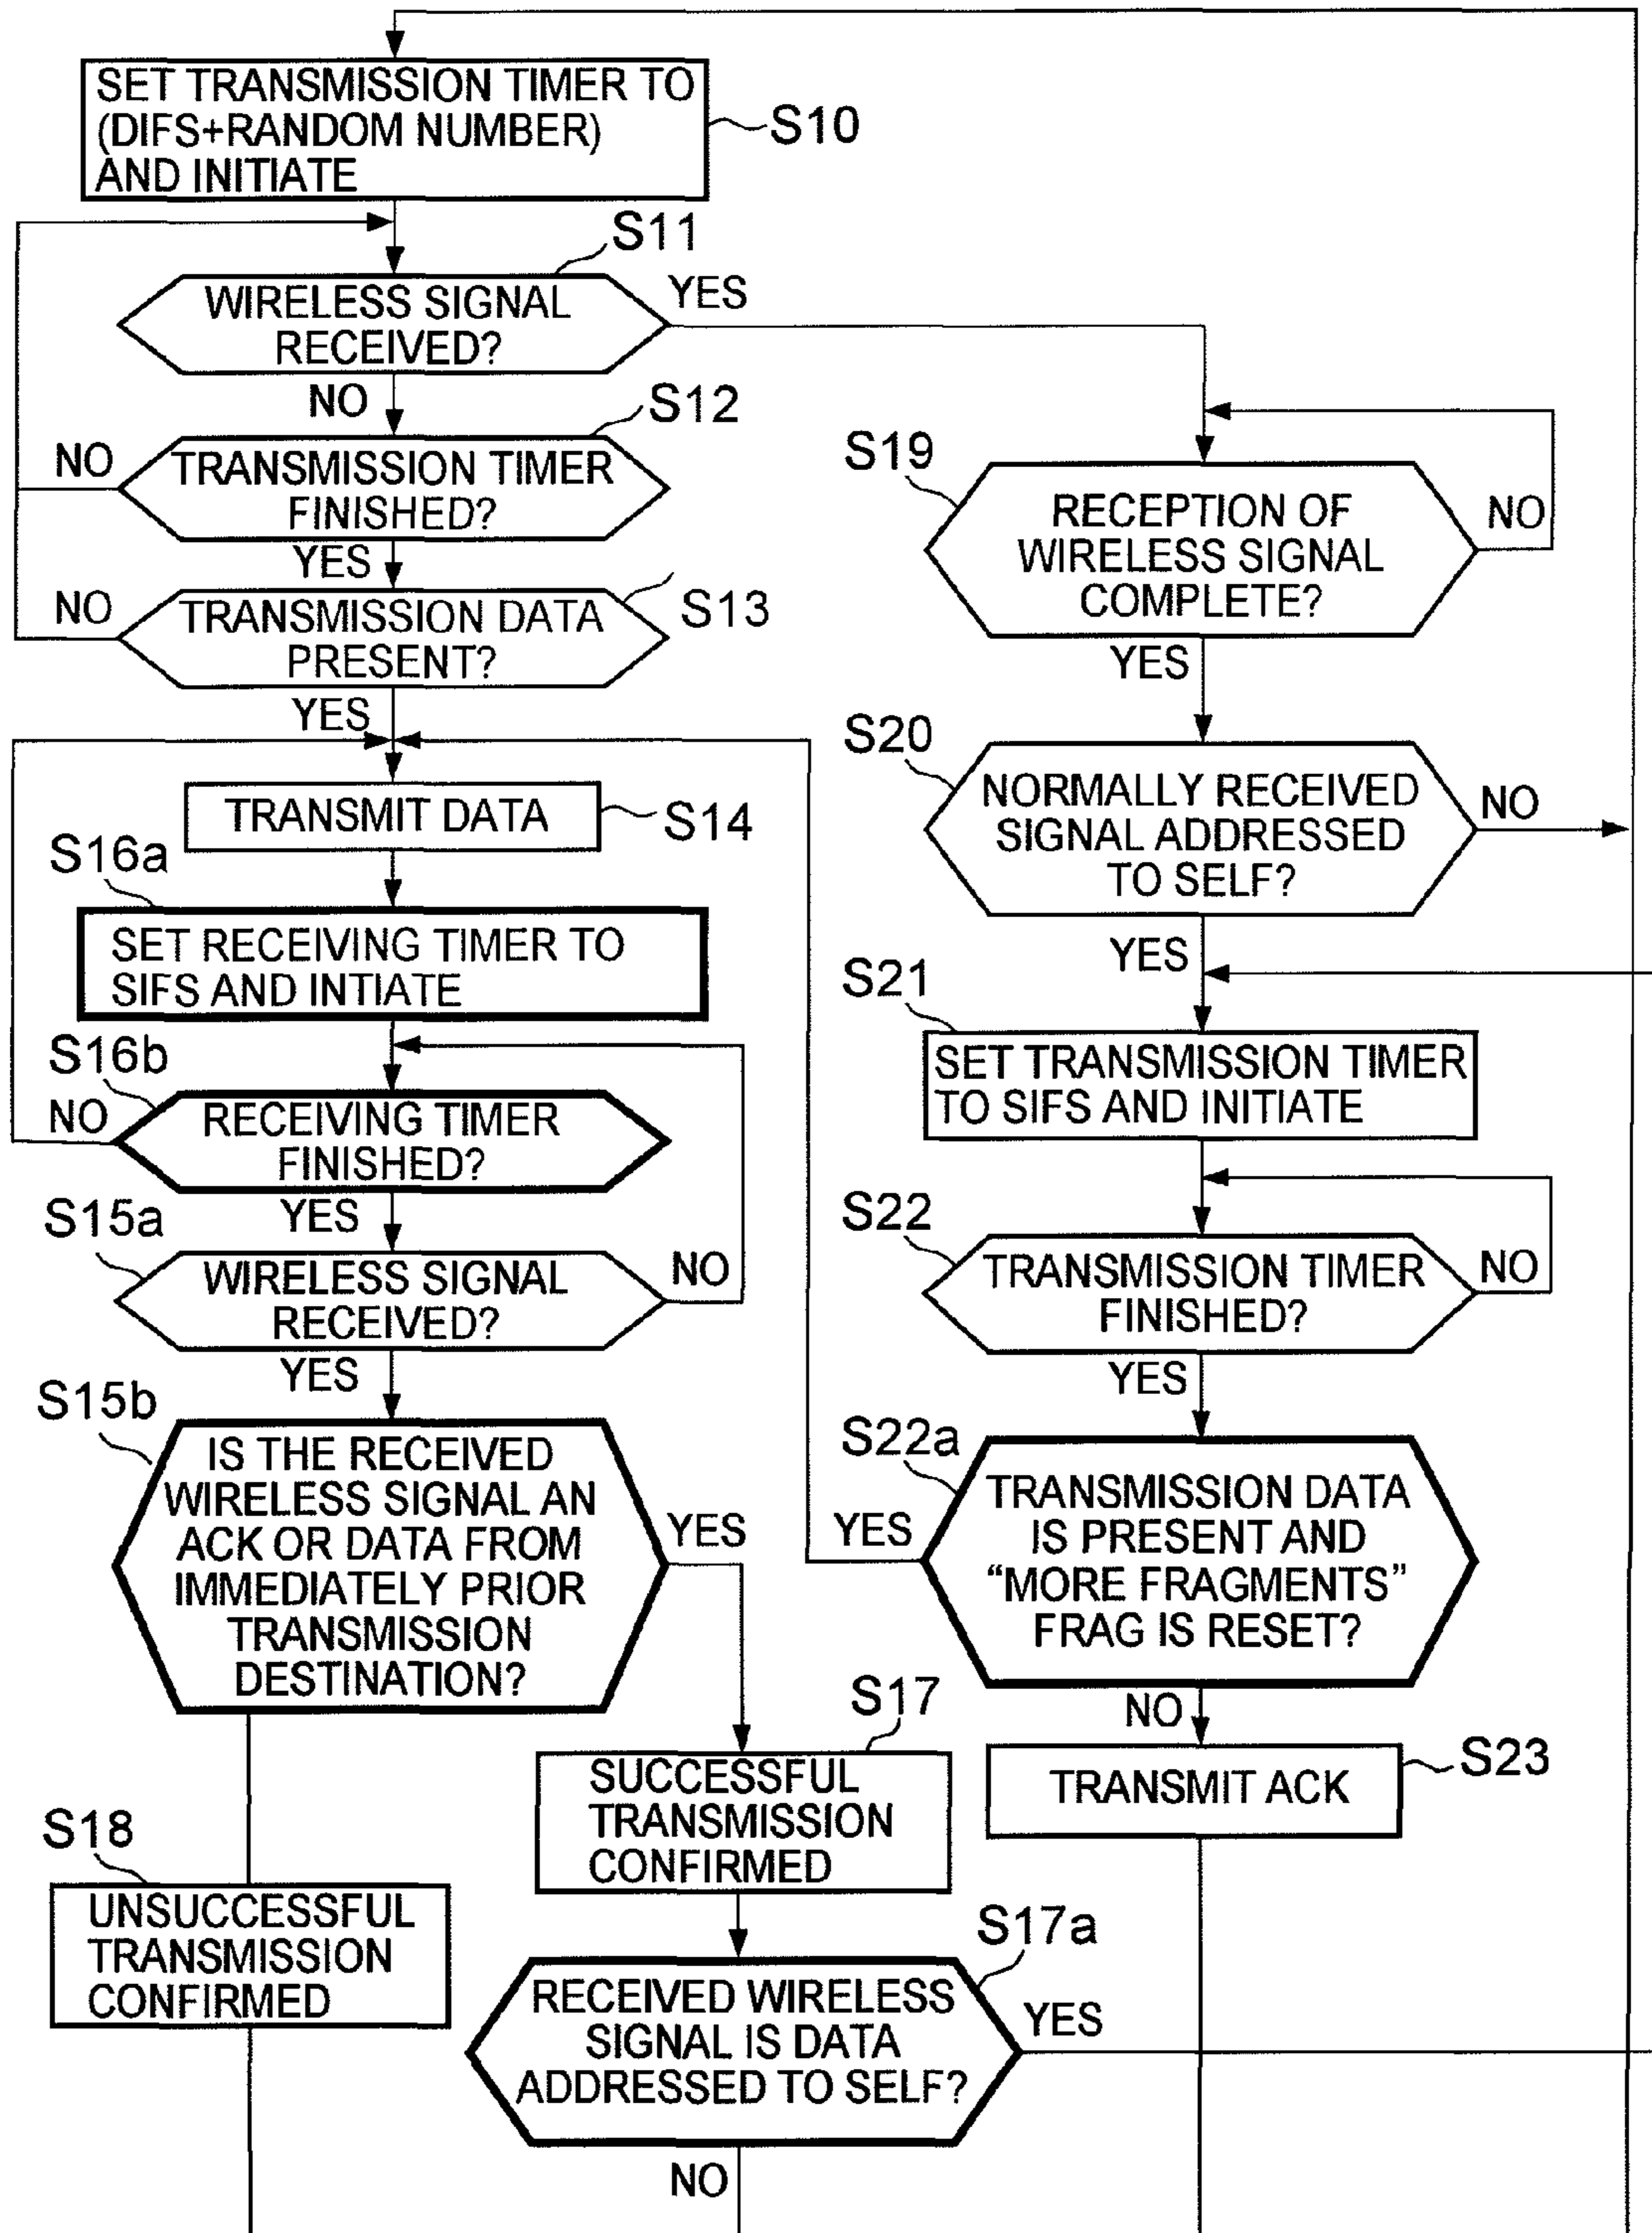 SET TRANSMISSION TIMER TO
(DIFS+RANDOM NUMBER)
AND INITIATE
S10
S11
WIRELESS SIGNAL
RECEIVED?
YES
NO
S12
TRANSMISSION TIMER
FINISHED?
NO
YES
S13
TRANSMISSION DATA
PRESENT?
NO
YES
TRANSMIT DATA
S14
S16a
SET RECEIVING TIMER TO
SIFS AND INTIATE
S16b
RECEIVING TIMER
FINISHED?
NO
YES
S15a
WIRELESS SIGNAL
RECEIVED?
NO
YES
S15b
IS THE RECEIVED
WIRELESS SIGNAL AN
ACK OR DATA FROM
IMMEDIATELY PRIOR
TRANSMISSION
DESTINATION?
YES
S18
UNSUCCESSFUL
TRANSMISSION
CONFIRMED
S17
SUCCESSFUL
TRANSMISSION
CONFIRMED
S17a
RECEIVED WIRELESS
SIGNAL IS DATA
ADDRESSED TO SELF?
YES
NO
S19
RECEPTION OF
WIRELESS SIGNAL
COMPLETE?
NO
YES
S20
NORMALLY RECEIVED
SIGNAL ADDRESSED
TO SELF?
NO
YES
S21
SET TRANSMISSION TIMER
TO SIFS AND INITIATE
S22
TRANSMISSION TIMER
FINISHED?
NO
YES
S22a
TRANSMISSION DATA
IS PRESENT AND
“MORE FRAGMENTS”
FRAG IS RESET?
YES
NO
TRANSMIT ACK
S23